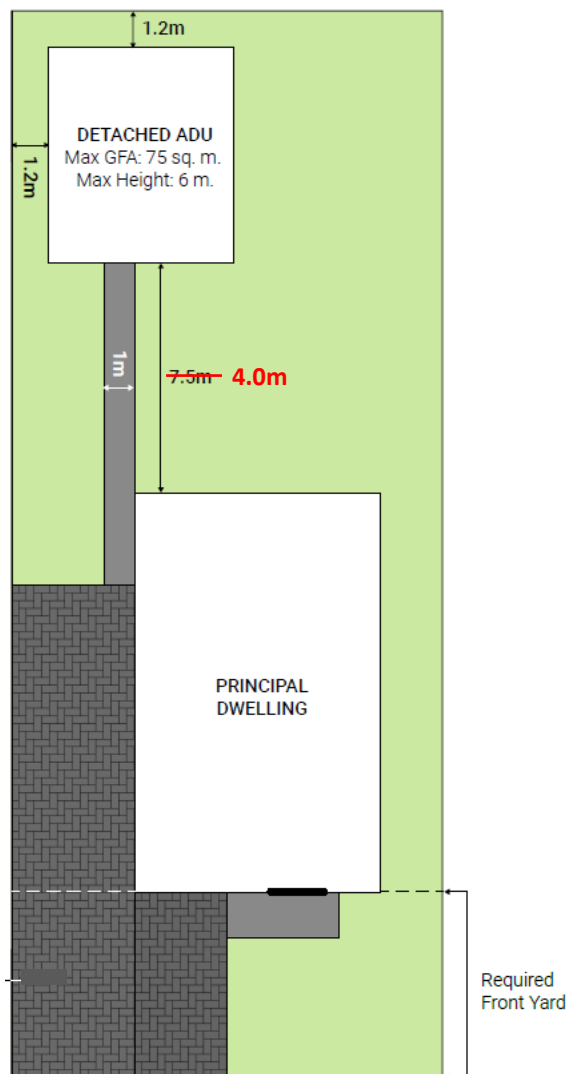 1.2m
DETACHED ADU
Max GFA: 75 sq. m.
Max Height: 6 m.
1.2m
1m
7.5m 4.0m
PRINCIPAL
DWELLING
Required
Front Yard